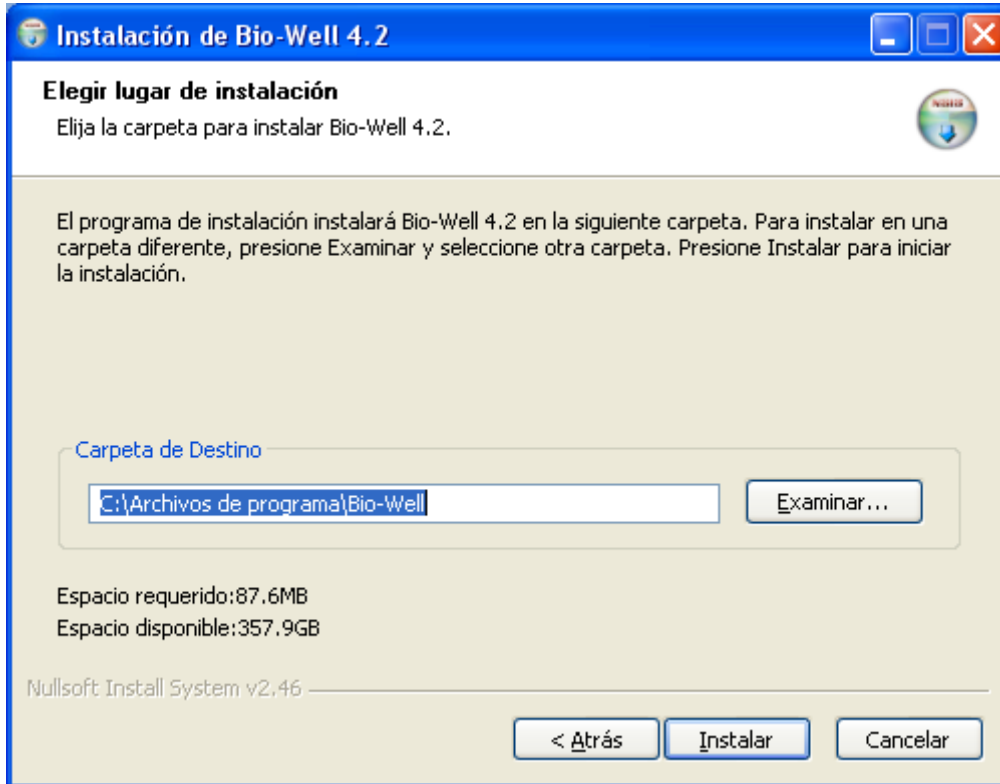 Instalación de Bio-Well 4.2
Elegir lugar de instalación
Elija la carpeta para instalar Bio-Well 4.2.
El programa de instalación instalará Bio-Well 4.2 en la siguiente carpeta. Para instalar en una
carpeta diferente, presione Examinar y seleccione otra carpeta. Presione Instalar para iniciar
la instalación.
Carpeta de Destino
C:\Archivos de programa\Bio-Well
Examinar...
Espacio requerido:87.6MB
Espacio disponible:357.9GB
Nullsoft Install System v2.46
< Atrás
Instalar
Cancelar